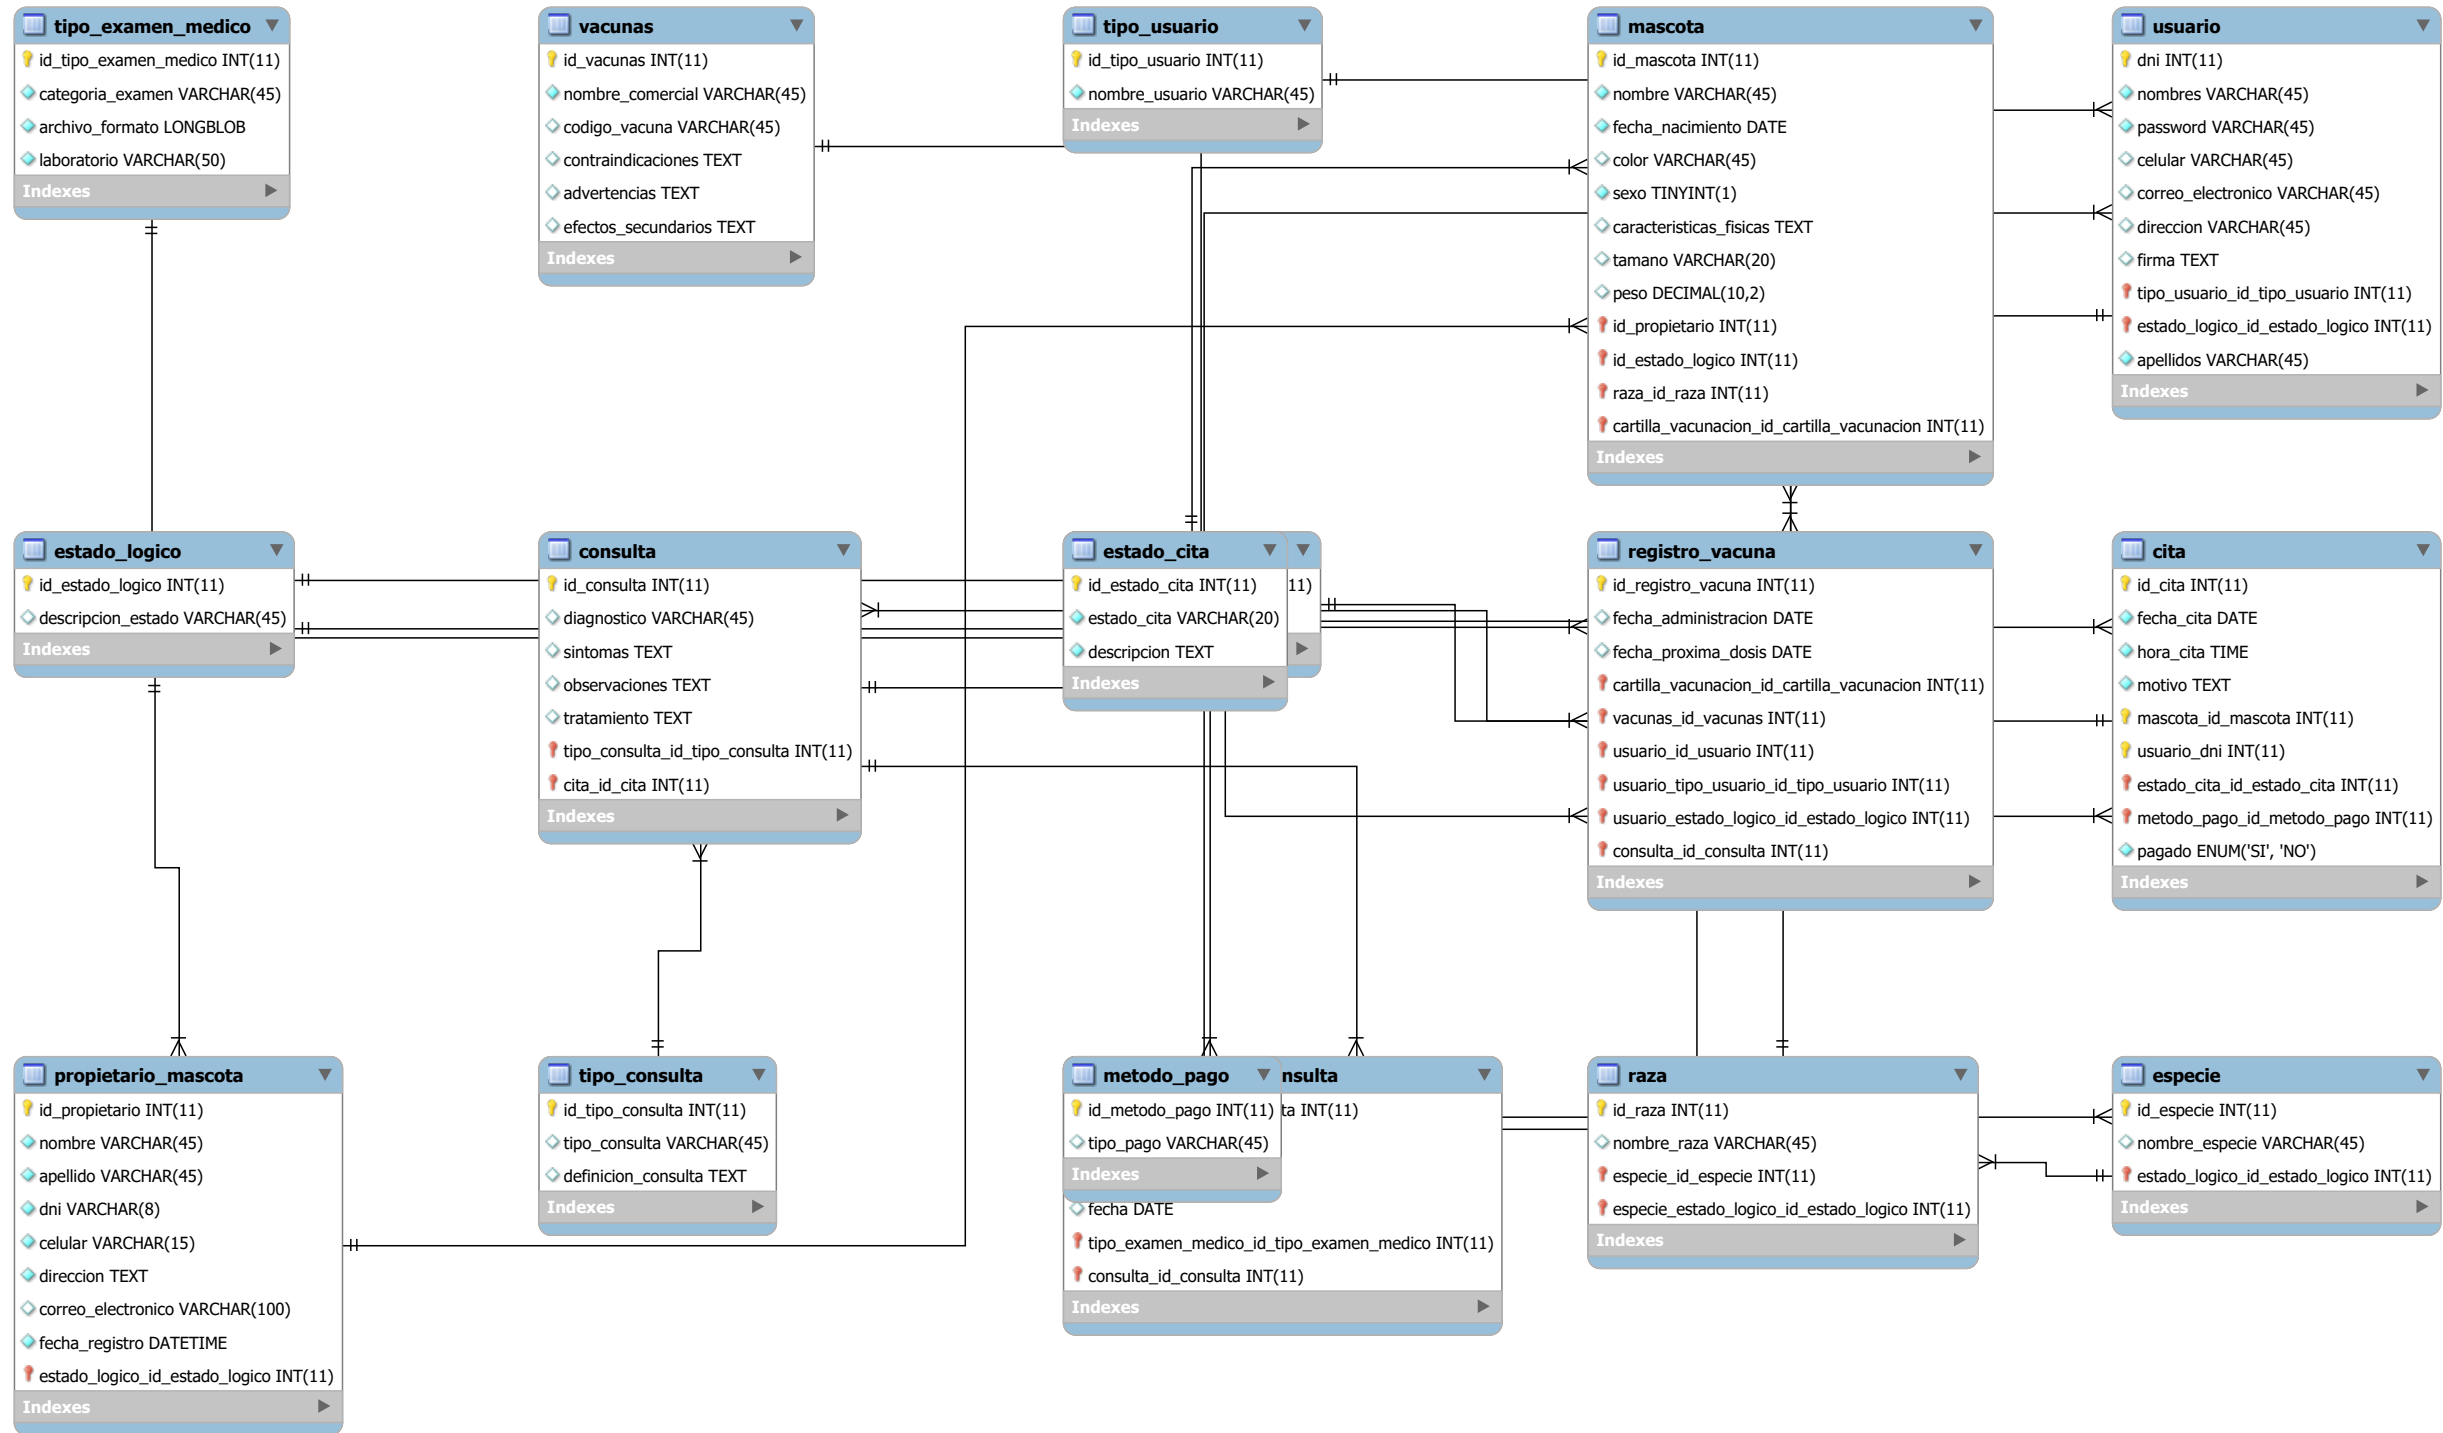 tipo_examen_medico
id_tipo_examen_medico INT(11)
categoria_examen VARCHAR(45)
archivo_formato LONGBLOB
laboratorio VARCHAR(50)
Indexes
vacunas
id_vacunas INT(11)
nombre_comercial VARCHAR(45)
codigo_vacuna VARCHAR(45)
contraindicaciones TEXT
advertencias TEXT
efectos_secundarios TEXT
Indexes
tipo_usuario
id_tipo_usuario INT(11)
nombre_usuario VARCHAR(45)
Indexes
mascota
id_mascota INT(11)
nombre VARCHAR(45)
fecha_nacimiento DATE
color VARCHAR(45)
sexo TINYINT(1)
caracteristicas_fisicas TEXT
tamano VARCHAR(20)
peso DECIMAL(10,2)
id_propietario INT(11)
id_estado_logico INT(11)
raza_id_raza INT(11)
cartilla_vacunacion_id_cartilla_vacunacion INT(11)
Indexes
usuario
dni INT(11)
nombres VARCHAR(45)
password VARCHAR(45)
celular VARCHAR(45)
correo_electronico VARCHAR(45)
direccion VARCHAR(45)
firma TEXT
tipo_usuario_id_tipo_usuario INT(11)
estado_logico_id_estado_logico INT(11)
apellidos VARCHAR(45)
Indexes
estado_logico
id_estado_logico INT(11)
descripcion_estado VARCHAR(45)
Indexes
consulta
id_consulta INT(11)
diagnostico VARCHAR(45)
sintomas TEXT
observaciones TEXT
tratamiento TEXT
tipo_consulta_id_tipo_consulta INT(11)
cita_id_cita INT(11)
Indexes
estado_cita
id_estado_cita INT(11)
estado_cita VARCHAR(20)
descripcion TEXT
Indexes
11)
registro_vacuna
id_registro_vacuna INT(11)
fecha_administracion DATE
fecha_proxima_dosis DATE
cartilla_vacunacion_id_cartilla_vacunacion INT(11)
vacunas_id_vacunas INT(11)
usuario_id_usuario INT(11)
usuario_tipo_usuario_id_tipo_usuario INT(11)
usuario_estado_logico_id_estado_logico INT(11)
consulta_id_consulta INT(11)
Indexes
cita
id_cita INT(11)
fecha_cita DATE
hora_cita TIME
motivo TEXT
mascota_id_mascota INT(11)
usuario_dni INT(11)
estado_cita_id_estado_cita INT(11)
metodo_pago_id_metodo_pago INT(11)
pagado ENUM('SI', 'NO')
Indexes
propietario_mascota
id_propietario INT(11)
nombre VARCHAR(45)
apellido VARCHAR(45)
dni VARCHAR(8)
celular VARCHAR(15)
direccion TEXT
correo_electronico VARCHAR(100)
fecha_registro DATETIME
estado_logico_id_estado_logico INT(11)
Indexes
tipo_consulta
id_tipo_consulta INT(11)
tipo_consulta VARCHAR(45)
definicion_consulta TEXT
Indexes
metodo_pago
id_metodo_pago INT(11)
tipo_pago VARCHAR(45)
Indexes
nsulta
ta INT(11)
fecha DATE
tipo_examen_medico_id_tipo_examen_medico INT(11)
consulta_id_consulta INT(11)
Indexes
raza
id_raza INT(11)
nombre_raza VARCHAR(45)
especie_id_especie INT(11)
especie_estado_logico_id_estado_logico INT(11)
Indexes
especie
id_especie INT(11)
nombre_especie VARCHAR(45)
estado_logico_id_estado_logico INT(11)
Indexes